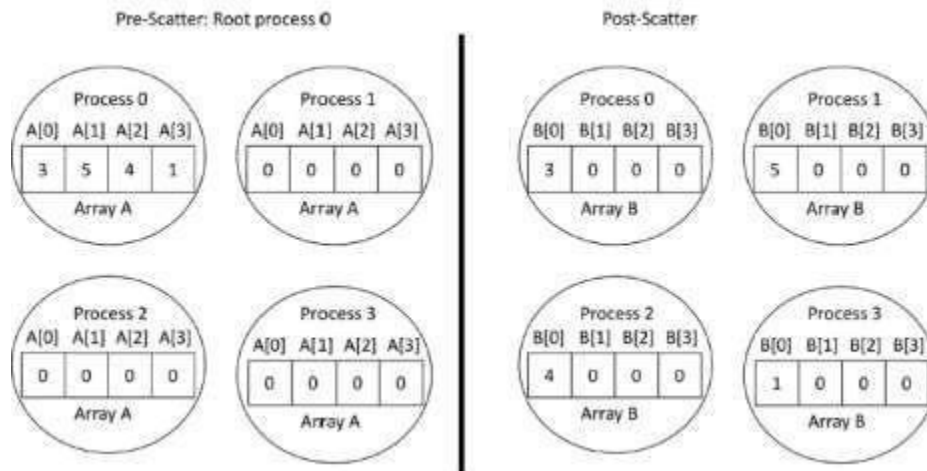 Pre-Scatter: Root process 0
Process 0
A[0] A[1] A[2] A[3]
3 5 4 1
Array A
Process 1
A[0] A[1] A[2] A[3]
0 0 0 0
Array A
Process 2
A[0] A[1] A[2] A[3]
0 0 0 0
Array A
Process 3
A[0] A[1] A[2] A[3]
0 0 0 0
Array A
Post-Scatter
Process 0
B[0] B[1] B[2] B[3]
3 0 0 0
Array B
Process 1
B[0] B[1] B[2] B[3]
5 0 0 0
Array B
Process 2
B[0] B[1] B[2] B[3]
4 0 0 0
Array B
Process 3
B[0] B[1] B[2] B[3]
1 0 0 0
Array B